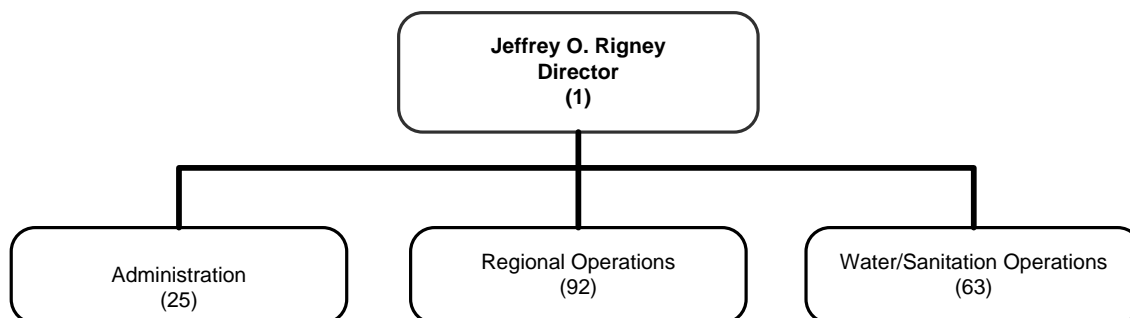 Jeffrey O. Rigney
Director
(1)
Administration
(25)
Regional Operations
(92)
Water/Sanitation Operations
(63)